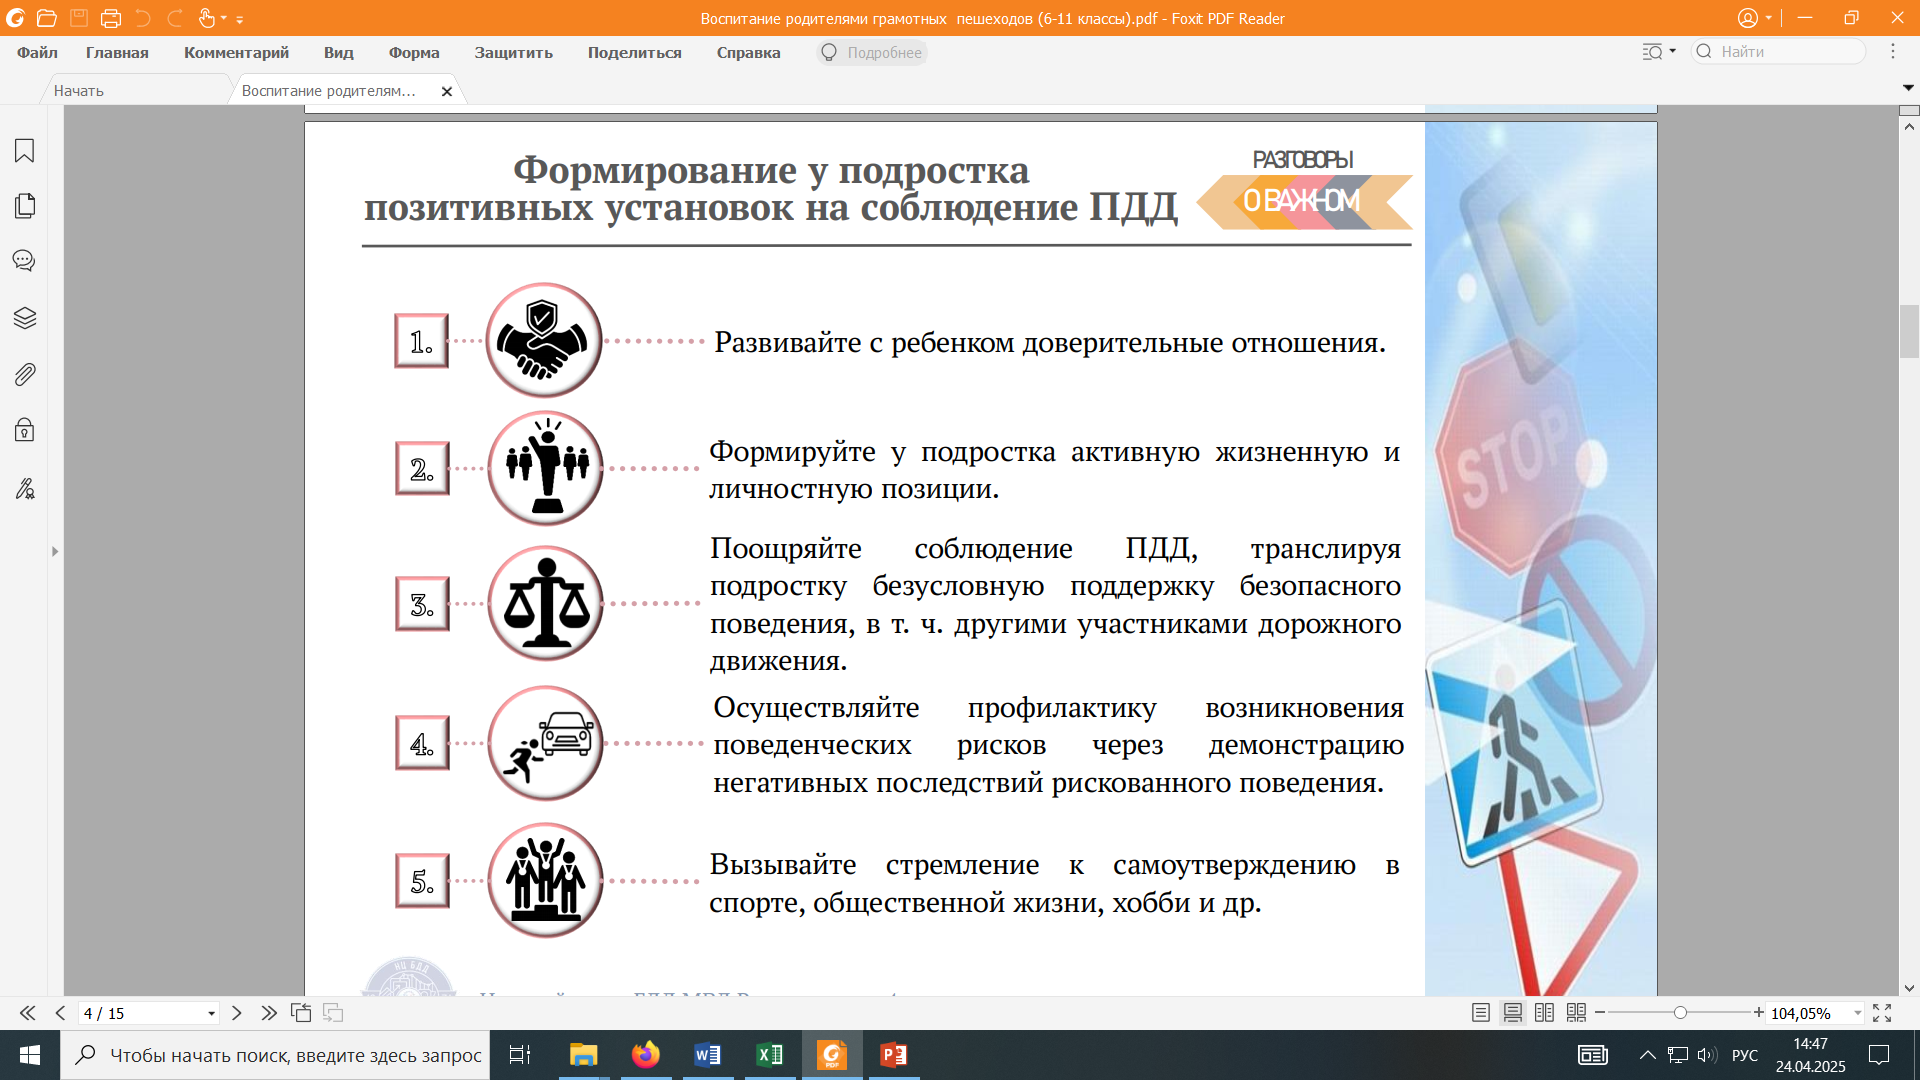 Воспитание родителями грамотных пешеходов (6-11 классы).pdf - Foxit PDF Reader
Файл Главная Комментарий Вид Форма Защитить Поделиться Справка Подробнее Найти
Начать Воспитание родителям...
Формирование у подростка
позитивных установок на соблюдение ПДД
РАЗГОВОРЫ
О ВАЖНОМ
1. Развивайте с ребенком доверительные отношения.
2. Формируйте у подростка активную жизненную и
личностную позиции.
3. Поощряйте соблюдение ПДД, транслируя
подростку безусловную поддержку безопасного
поведения, в т. ч. другими участниками дорожного
движения.
4. Осуществляйте профилактику возникновения
поведенческих рисков через демонстрацию
негативных последствий рискованного поведения.
5. Вызывайте стремление к самоутверждению в
спорте, общественной жизни, хобби и др.
STOP
НЦ БДД
4 / 15 104,05%
Чтобы начать поиск, введите здесь запрос
РУС
14:47
24.04.2025